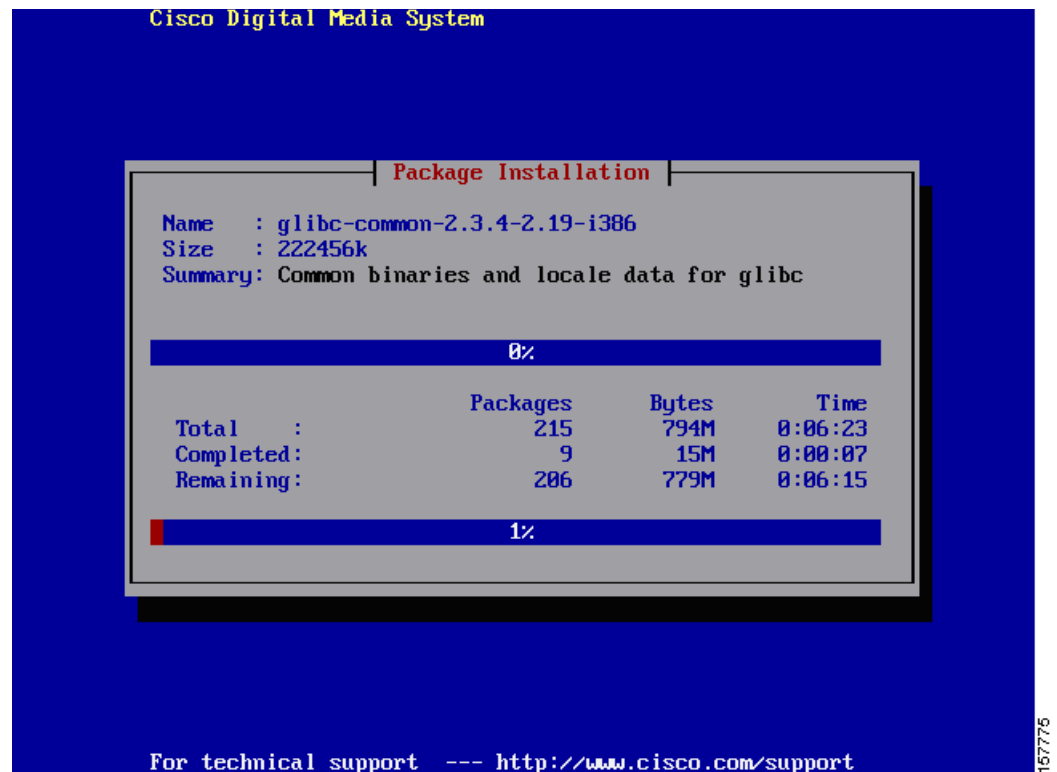 Cisco Digital Media System
Package Installation
Name : glibc-common-2.3.4-2.19-i386
Size : 222456k
Summary: Common binaries and locale data for glibc
0%
Packages Bytes Time
Total : 215 794M 0:06:23
Completed: 9 15M 0:00:07
Remaining: 206 779M 0:06:15
1%
For technical support --- http://www.cisco.com/support
157775